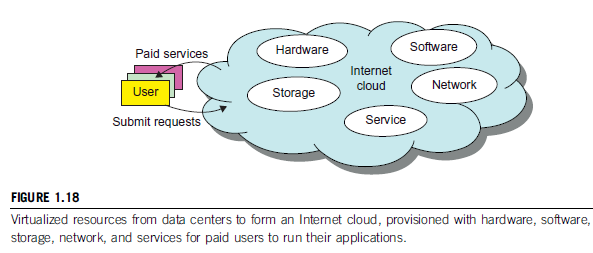 Paid services
Hardware
Software
Internet
cloud
User
Storage
Network
Submit requests
Service
FIGURE 1.18
Virtualized resources from data centers to form an Internet cloud, provisioned with hardware, software,
storage, network, and services for paid users to run their applications.